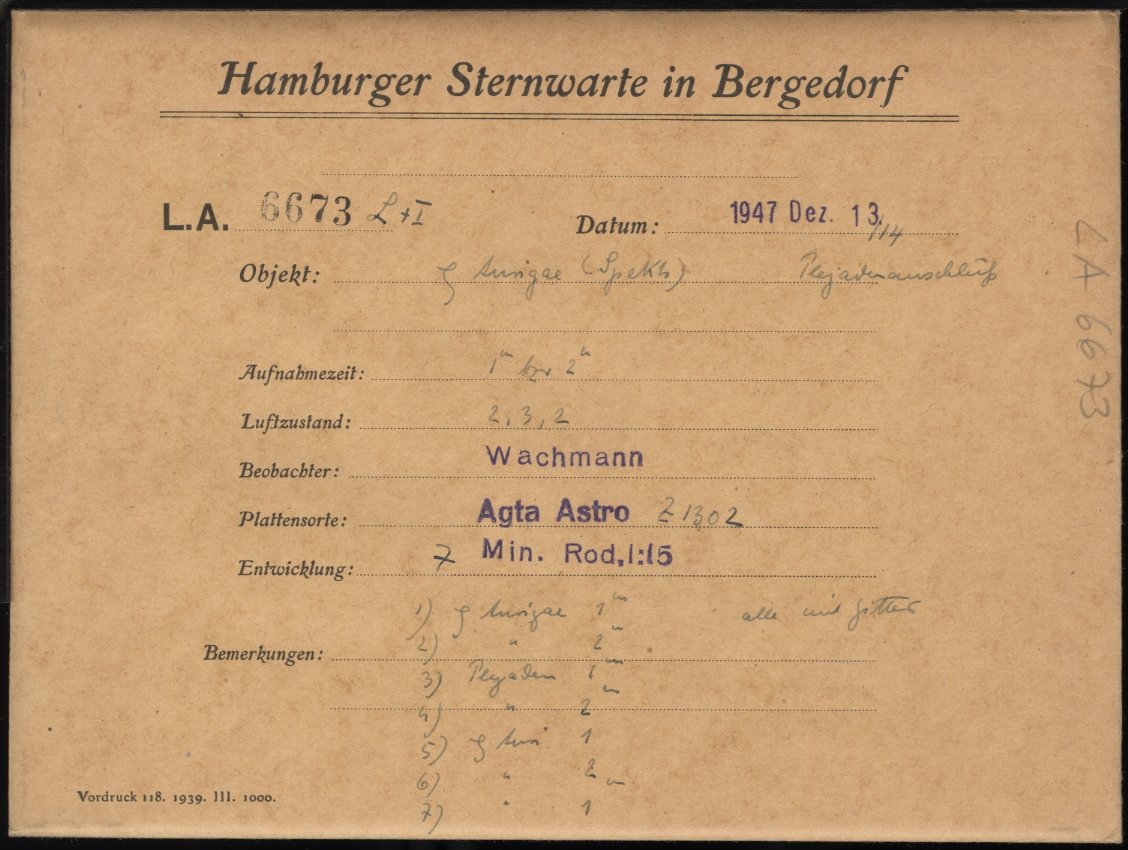 Hamburger Sternwarte in Bergedorf
L.A. 6673 L+I Datum: 1947 Dez. 13./14
Objekt: ζ Aurigae (Spektr) Plejadenanschluß
Aufnahmezeit: 1ᵐ bzw 2ᵐ
Luftzustand: 2, 3, 2
Beobachter: Wachmann
Plattensorte: Agfa Astro Z 1302
Entwicklung: 7 Min. Rod, 1:15
Bemerkungen:
1) ζ Aurigae 1ᵐ alle mit Gitter
2) " 2ᵐ
3) Plejaden 1ᵐ
4) " 2ᵐ
5) ζ Auri 1
6) " 2ᵐ
7) " 1
Vordruck 118. 1939. III. 1000.
LA 6673